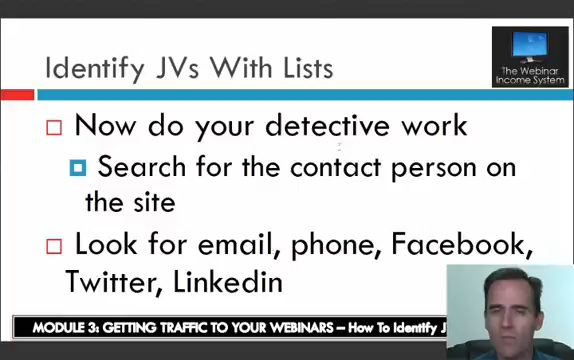 Identify JVs With Lists
The Webinar
Income System
Now do your detective work
Search for the contact person on
the site
Look for email, phone, Facebook,
Twitter, Linkedin
MODULE 3: GETTING TRAFFIC TO YOUR WEBINARS – How To Identify J